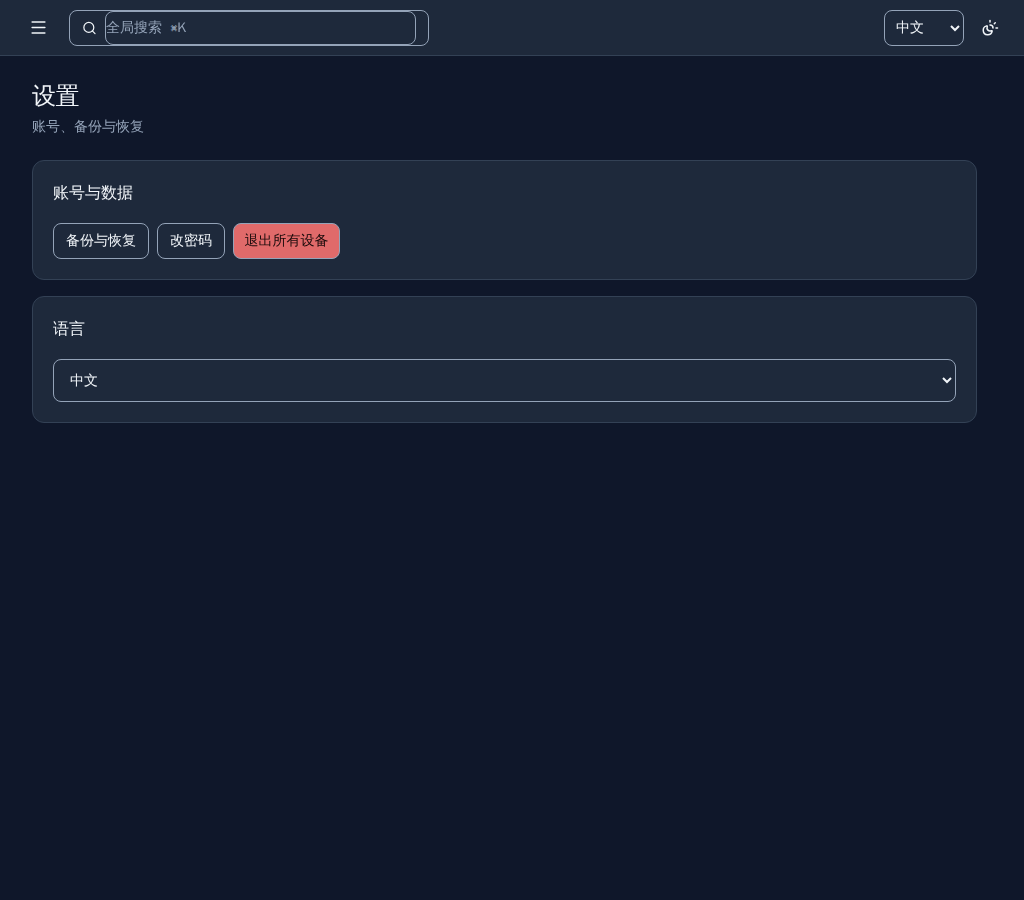 全局搜索 ⌘K
中文
设置
账号、备份与恢复
账号与数据
备份与恢复 改密码 退出所有设备
语言
中文